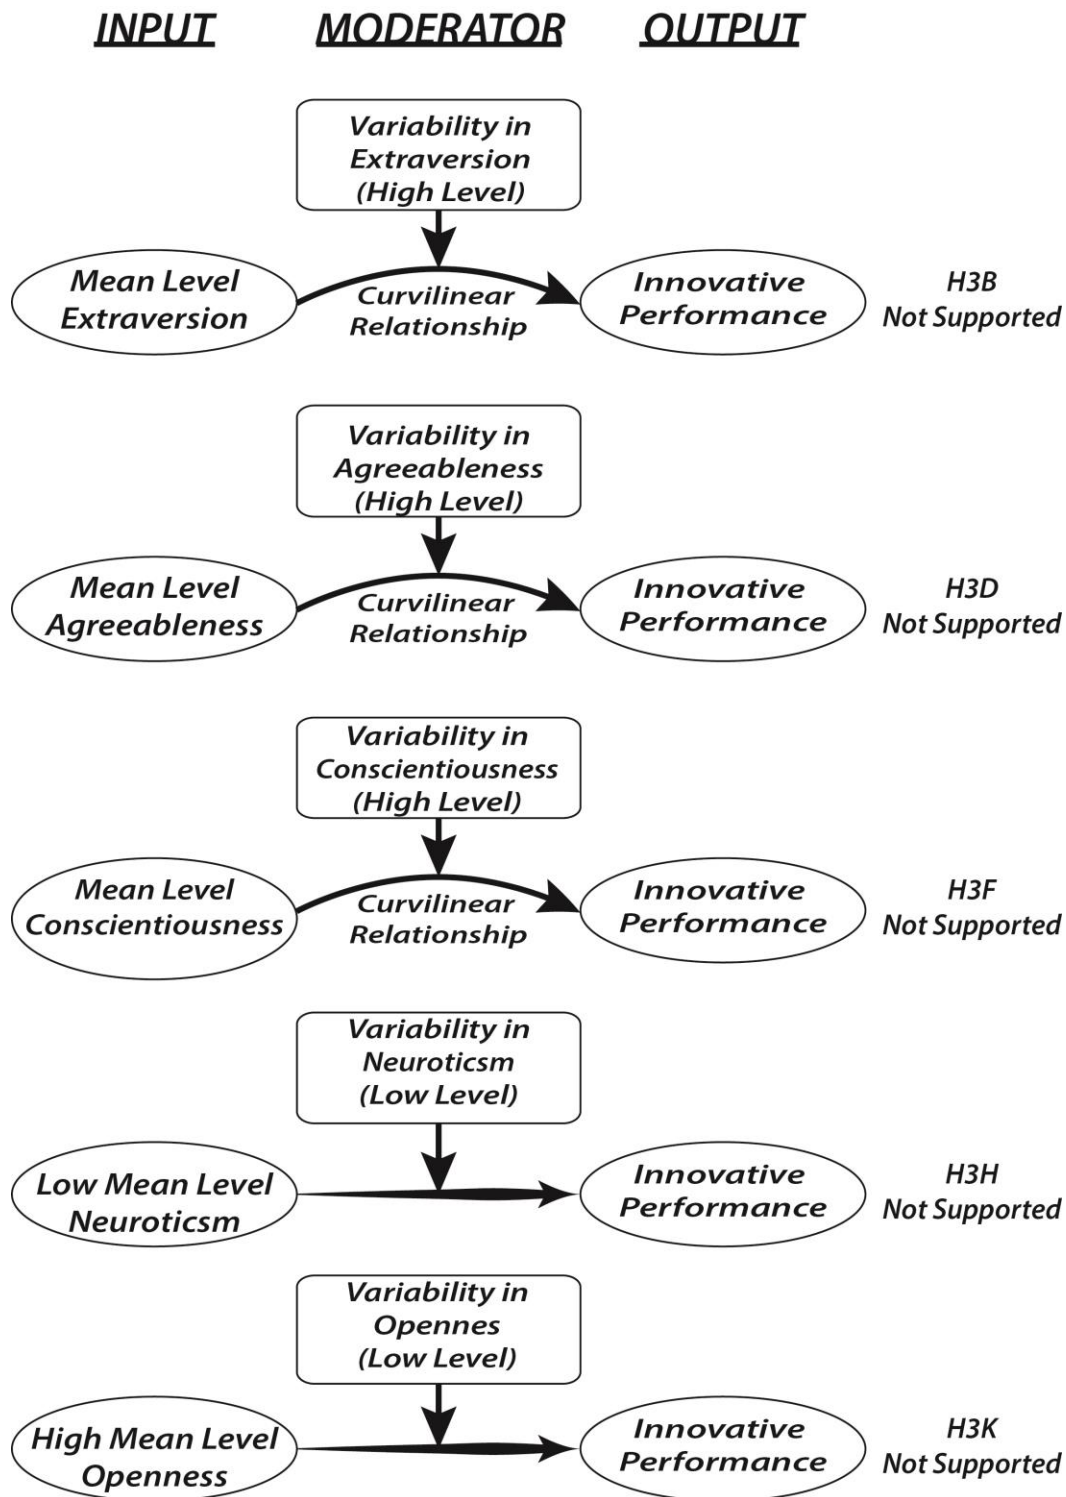 INPUT MODERATOR OUTPUT
Variability in
Extraversion
(High Level)
Mean Level
Extraversion
Curvilinear
Relationship
Innovative
Performance
H3B
Not Supported
Variability in
Agreeableness
(High Level)
Mean Level
Agreeableness
Curvilinear
Relationship
Innovative
Performance
H3D
Not Supported
Variability in
Conscientiousness
(High Level)
Mean Level
Conscientiousness
Curvilinear
Relationship
Innovative
Performance
H3F
Not Supported
Variability in
Neuroticsm
(Low Level)
Low Mean Level
Neuroticsm
Innovative
Performance
H3H
Not Supported
Variability in
Opennes
(Low Level)
High Mean Level
Openness
Innovative
Performance
H3K
Not Supported